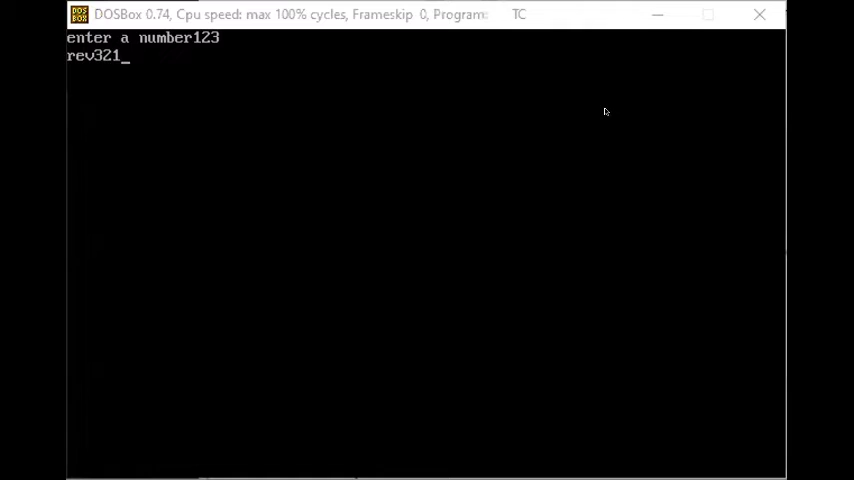 DOSBox 0.74, Cpu speed: max 100% cycles, Frameskip 0, Program: TC
enter a number123
rev321_